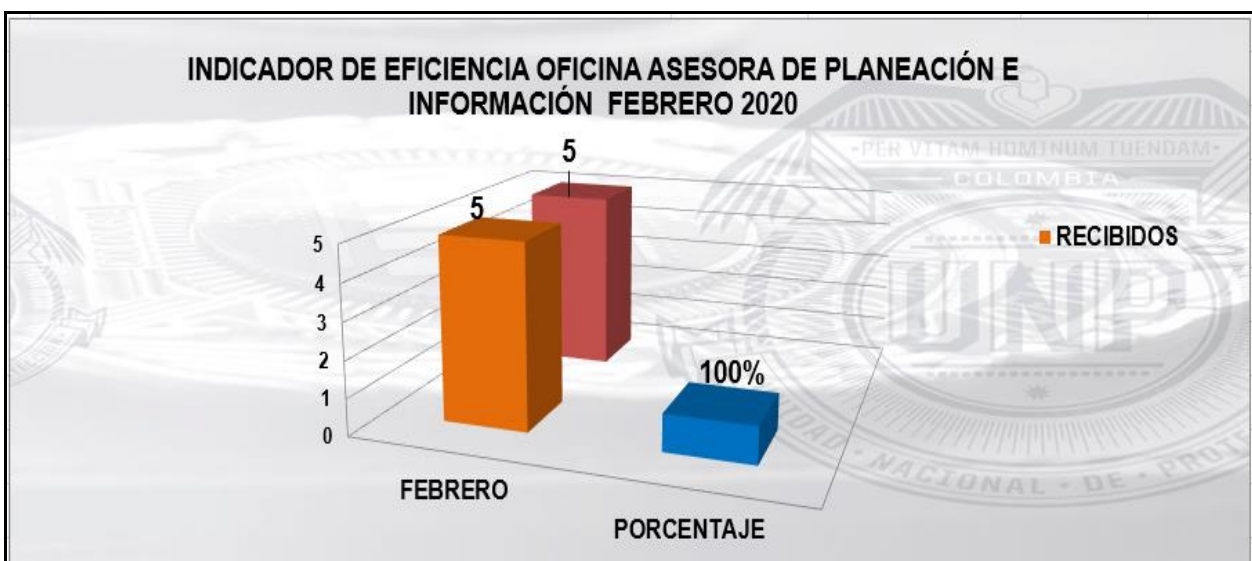 INDICADOR DE EFICIENCIA OFICINA ASESORA DE PLANEACIÓN E
INFORMACIÓN FEBRERO 2020
·PER VITAM HOMINUM TUENDAM·
COLOMBIA
5
5
5
4
3
2
1
0
RECIBIDOS
UNP
100%
FEBRERO
PORCENTAJE
NACIONAL · DE ·